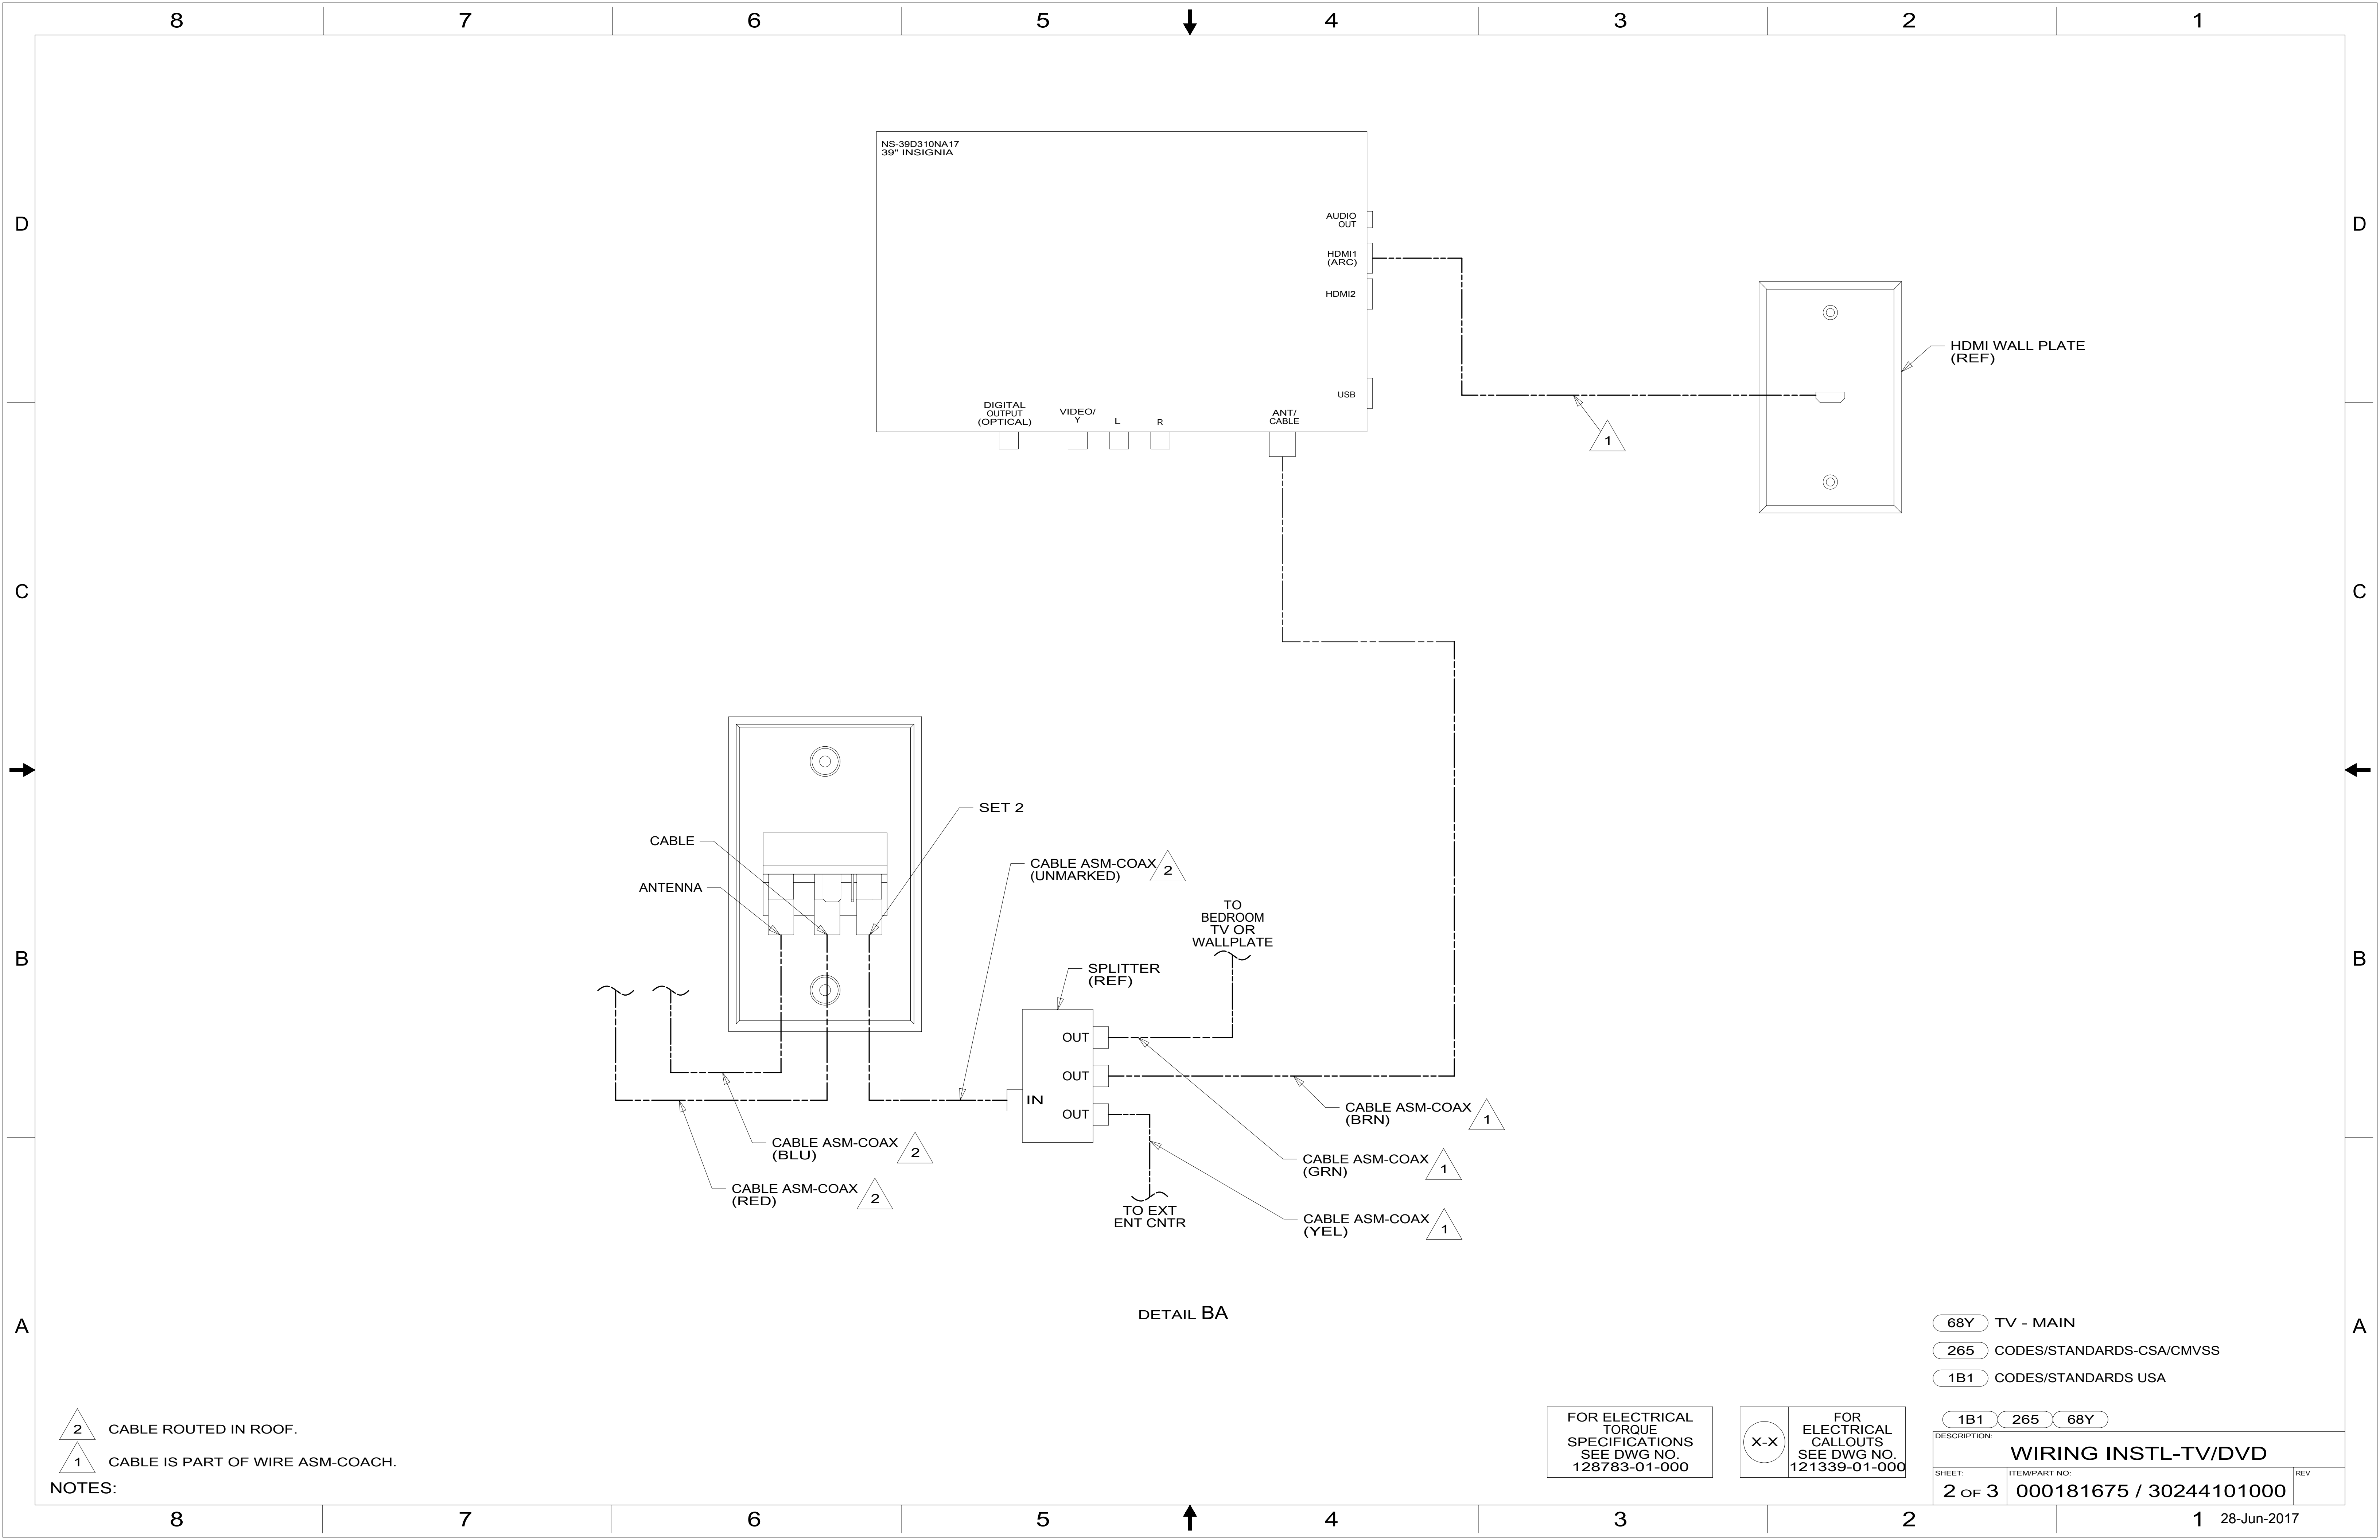 8 7 6 5 4 3 2 1
NS-39D310NA17
39" INSIGNIA
AUDIO
OUT
HDMI1
(ARC)
HDMI2
USB
DIGITAL
OUTPUT
(OPTICAL)
VIDEO/
Y
L
R
ANT/
CABLE
HDMI WALL PLATE
(REF)
1
D
D
C
C
SET 2
CABLE
ANTENNA
CABLE ASM-COAX
(UNMARKED)
2
TO
BEDROOM
TV OR
WALLPLATE
SPLITTER
(REF)
OUT
OUT
OUT
IN
B
B
CABLE ASM-COAX
(BRN)
1
CABLE ASM-COAX
(BLU)
2
CABLE ASM-COAX
(GRN)
1
CABLE ASM-COAX
(RED)
2
TO EXT
ENT CNTR
CABLE ASM-COAX
(YEL)
1
DETAIL BA
A
A
68Y TV - MAIN
265 CODES/STANDARDS-CSA/CMVSS
1B1 CODES/STANDARDS USA
2 CABLE ROUTED IN ROOF.
1 CABLE IS PART OF WIRE ASM-COACH.
NOTES:
FOR ELECTRICAL
TORQUE
SPECIFICATIONS
SEE DWG NO.
128783-01-000
X-X
FOR
ELECTRICAL
CALLOUTS
SEE DWG NO.
121339-01-000
1B1 265 68Y
DESCRIPTION:
WIRING INSTL-TV/DVD
SHEET:
2 OF 3
ITEM/PART NO:
000181675 / 30244101000
REV
8 7 6 5 4 3 2 1
28-Jun-2017